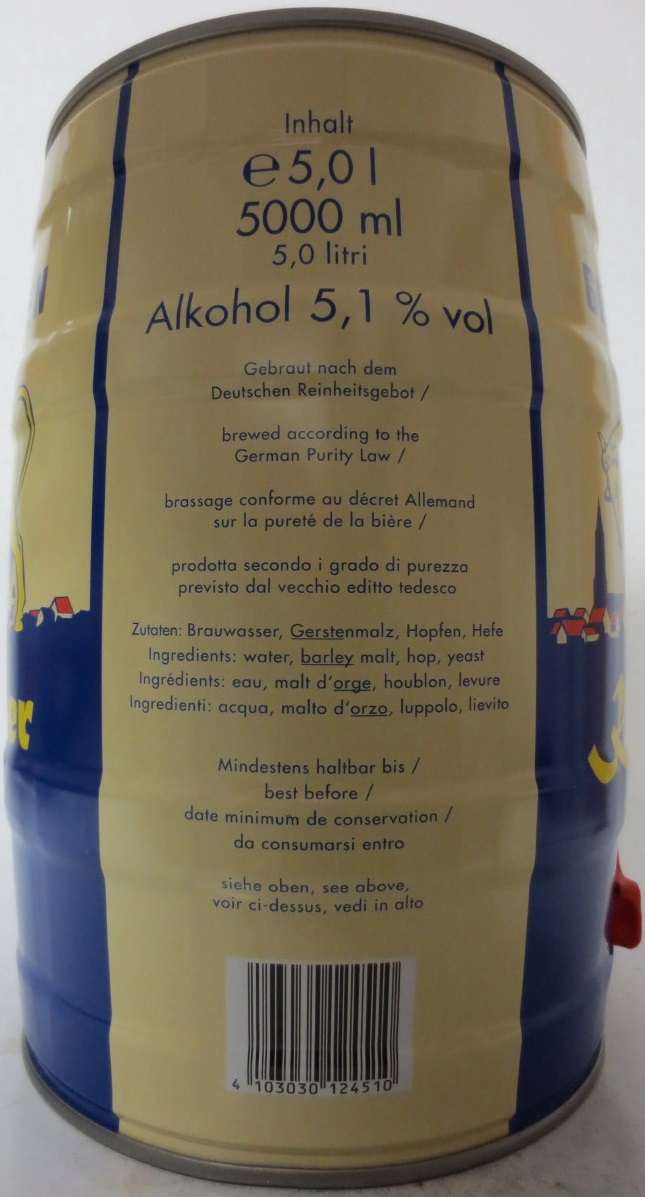 Inhalt
e 5,0 l
5000 ml
5,0 litri
Alkohol 5,1 % vol
Gebraut nach dem
Deutschen Reinheitsgebot /
brewed according to the
German Purity Law /
brassage conforme au décret Allemand
sur la pureté de la bière /
prodotta secondo i grado di purezza
previsto dal vecchio editto tedesco
Zutaten: Brauwasser, Gerstenmalz, Hopfen, Hefe
Ingredients: water, barley malt, hop, yeast
Ingrédients: eau, malt d'orge, houblon, levure
Ingredienti: acqua, malto d'orzo, luppolo, lievito
Mindestens haltbar bis /
best before /
date minimum de conservation /
da consumarsi entro
siehe oben, see above,
voir ci-dessus, vedi in alto
4 103030 124510
er